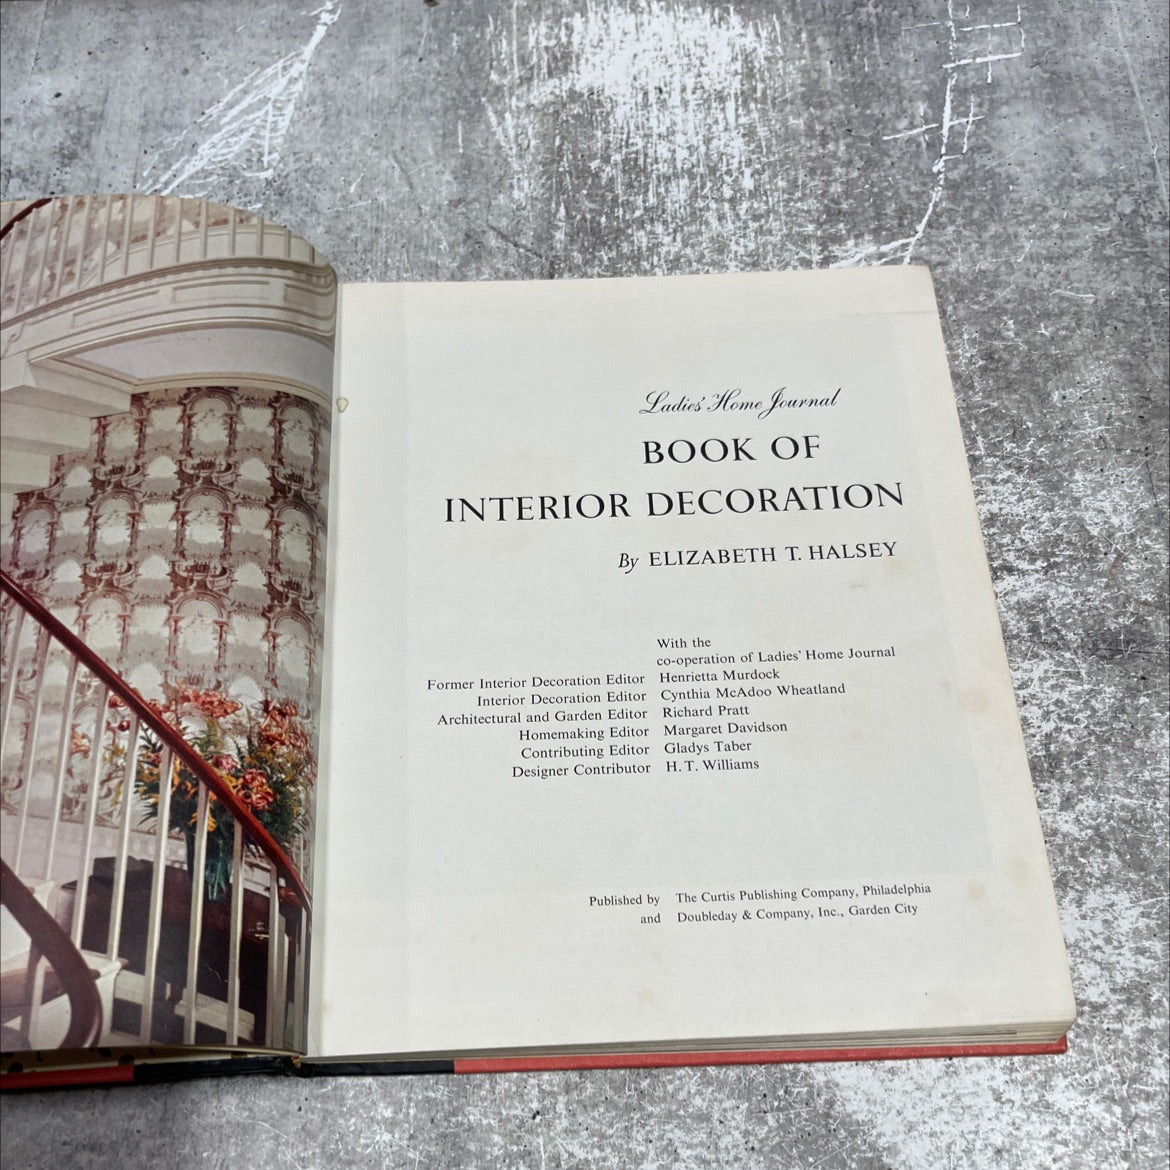 Ladies' Home Journal
BOOK OF
INTERIOR DECORATION
By ELIZABETH T. HALSEY
With the
co-operation of Ladies' Home Journal
Former Interior Decoration Editor Henrietta Murdock
Interior Decoration Editor Cynthia McAdoo Wheatland
Architectural and Garden Editor Richard Pratt
Homemaking Editor Margaret Davidson
Contributing Editor Gladys Taber
Designer Contributor H. T. Williams
Published by The Curtis Publishing Company, Philadelphia
and Doubleday & Company, Inc., Garden City